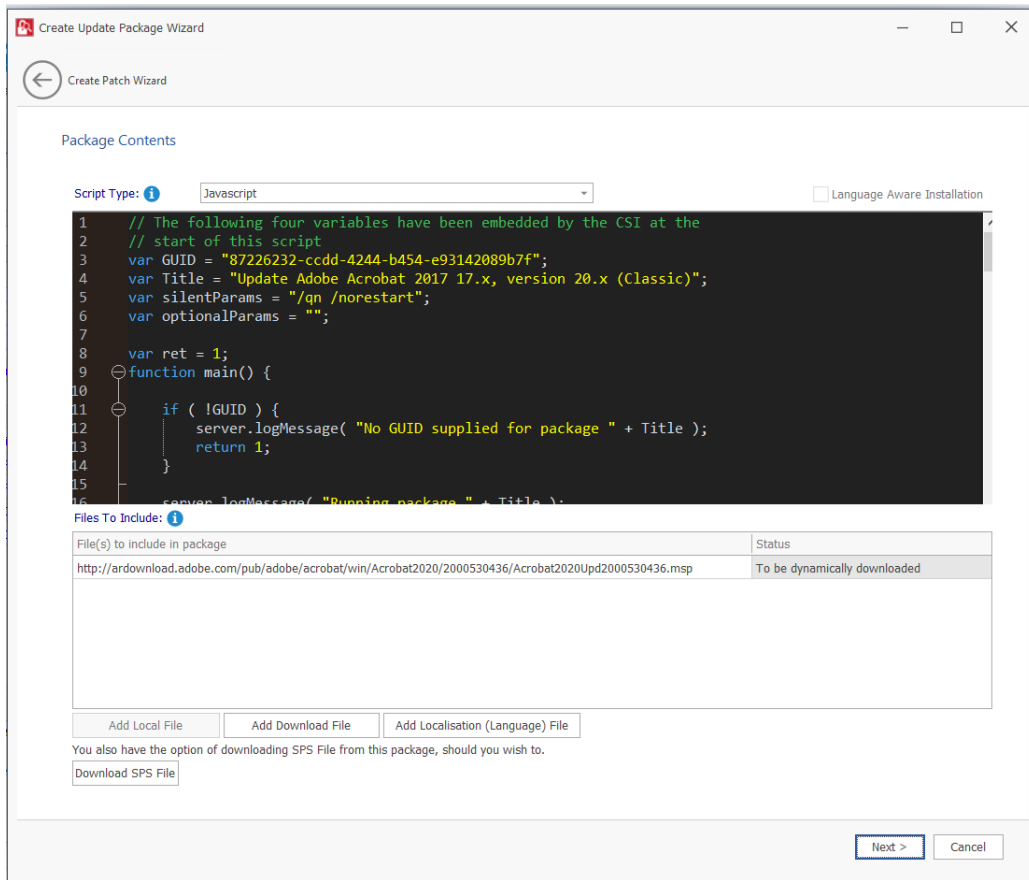 Create Update Package Wizard
Create Patch Wizard
Package Contents
Script Type:
Javascript
Language Aware Installation
1 // The following four variables have been embedded by the CSI at the
2 // start of this script
3 var GUID = "87226232-ccdd-4244-b454-e93142089b7f";
4 var Title = "Update Adobe Acrobat 2017 17.x, version 20.x (Classic)";
5 var silentParams = "/qn /norestart";
6 var optionalParams = "";
7
8 var ret = 1;
9 function main() {
10
11 if ( !GUID ) {
12 server.logMessage( "No GUID supplied for package " + Title );
13 return 1;
14 }
15
16 server.logMessage( "Running package " + Title );
Files To Include:
File(s) to include in package Status
http://ardownload.adobe.com/pub/adobe/acrobat/win/Acrobat2020/2000530436/Acrobat2020Upd2000530436.msp To be dynamically downloaded
Add Local File Add Download File Add Localisation (Language) File
You also have the option of downloading SPS File from this package, should you wish to.
Download SPS File
Next > Cancel